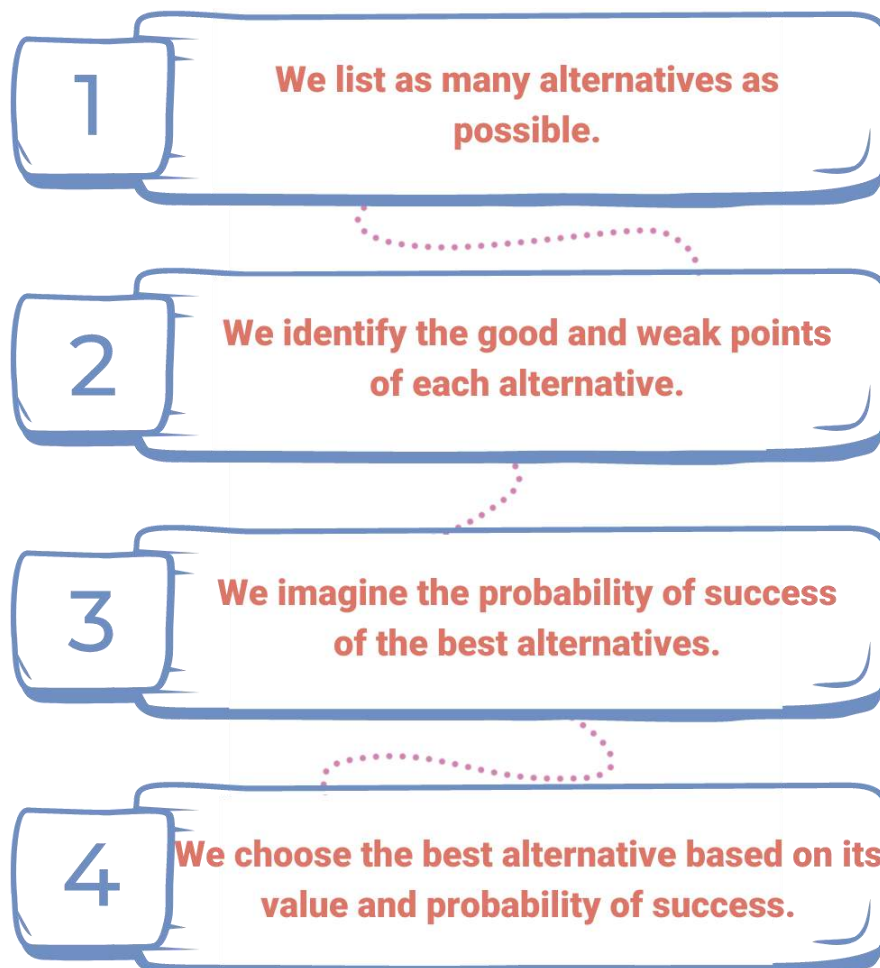 1
We list as many alternatives as
possible.
2
We identify the good and weak points
of each alternative.
3
We imagine the probability of success
of the best alternatives.
4
We choose the best alternative based on its
value and probability of success.